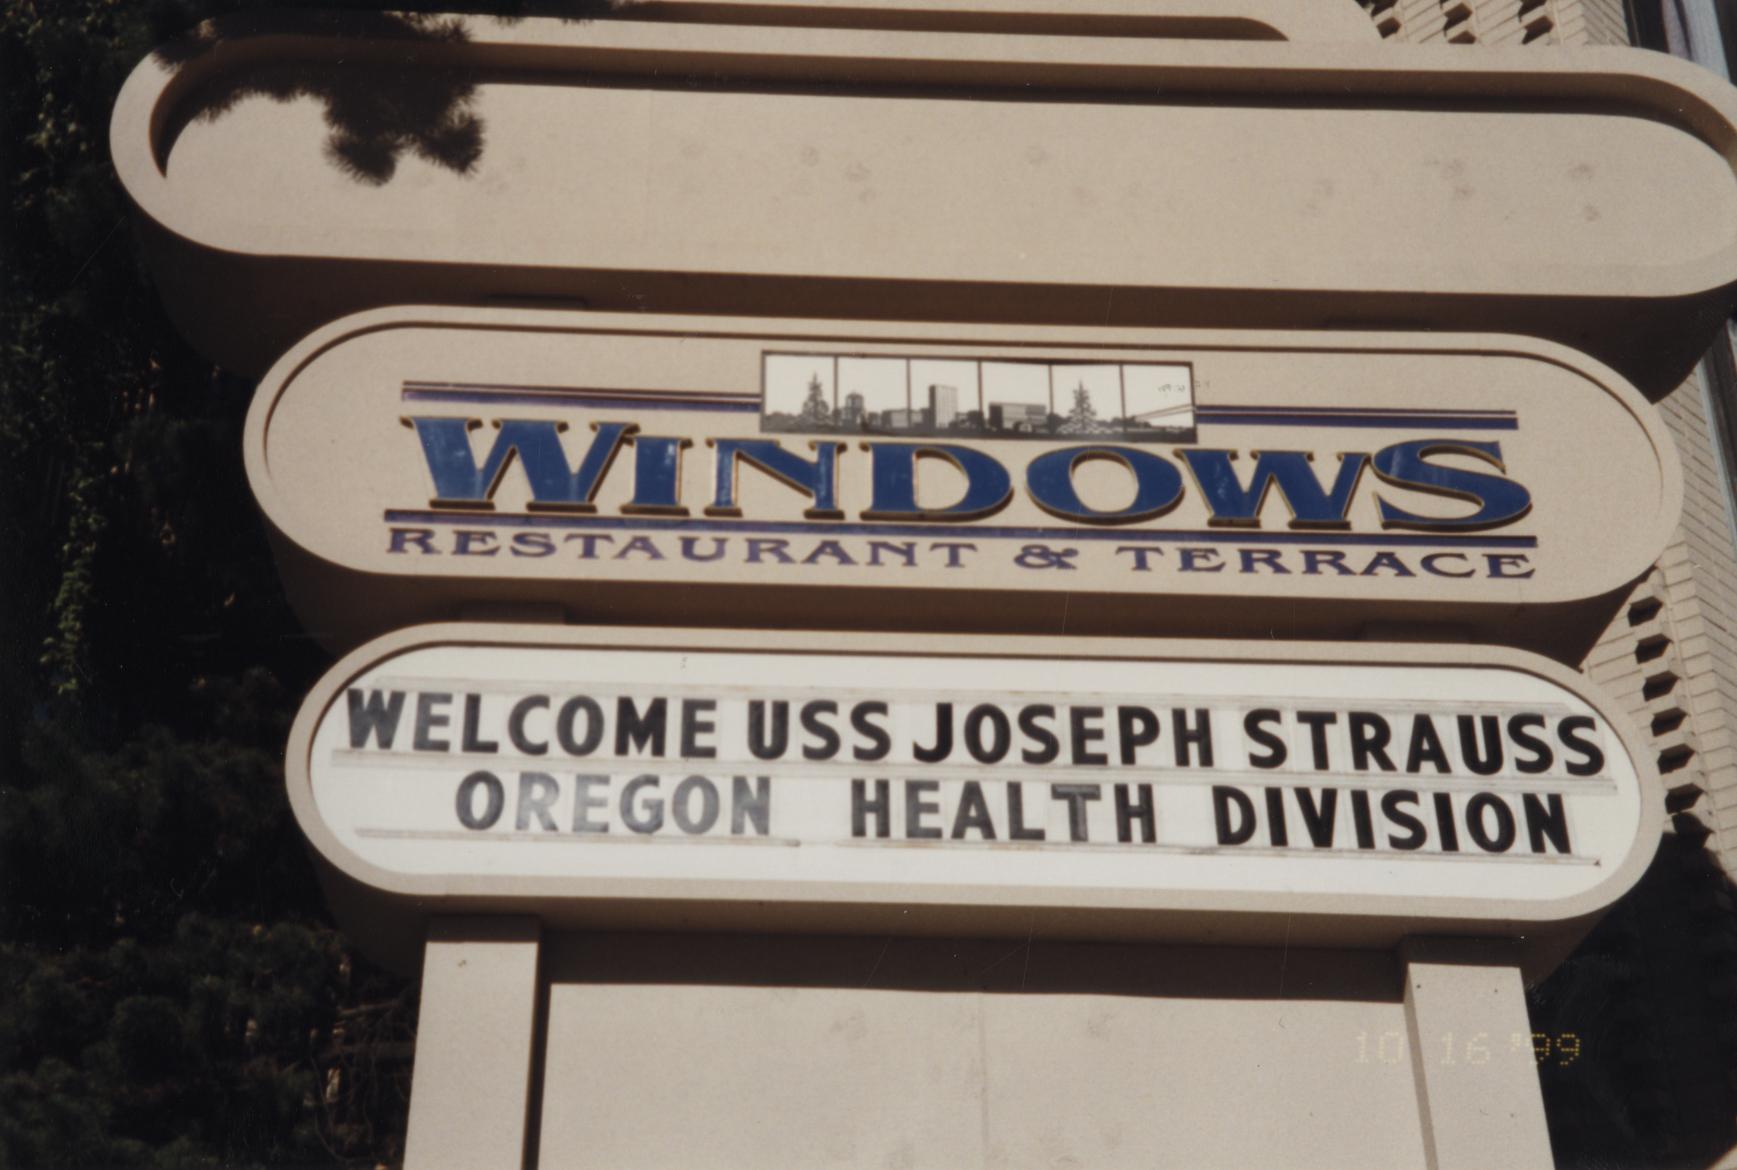 WINDOWS
RESTAURANT & TERRACE
WELCOME USS JOSEPH STRAUSS
OREGON HEALTH DIVISION
10 16 '99